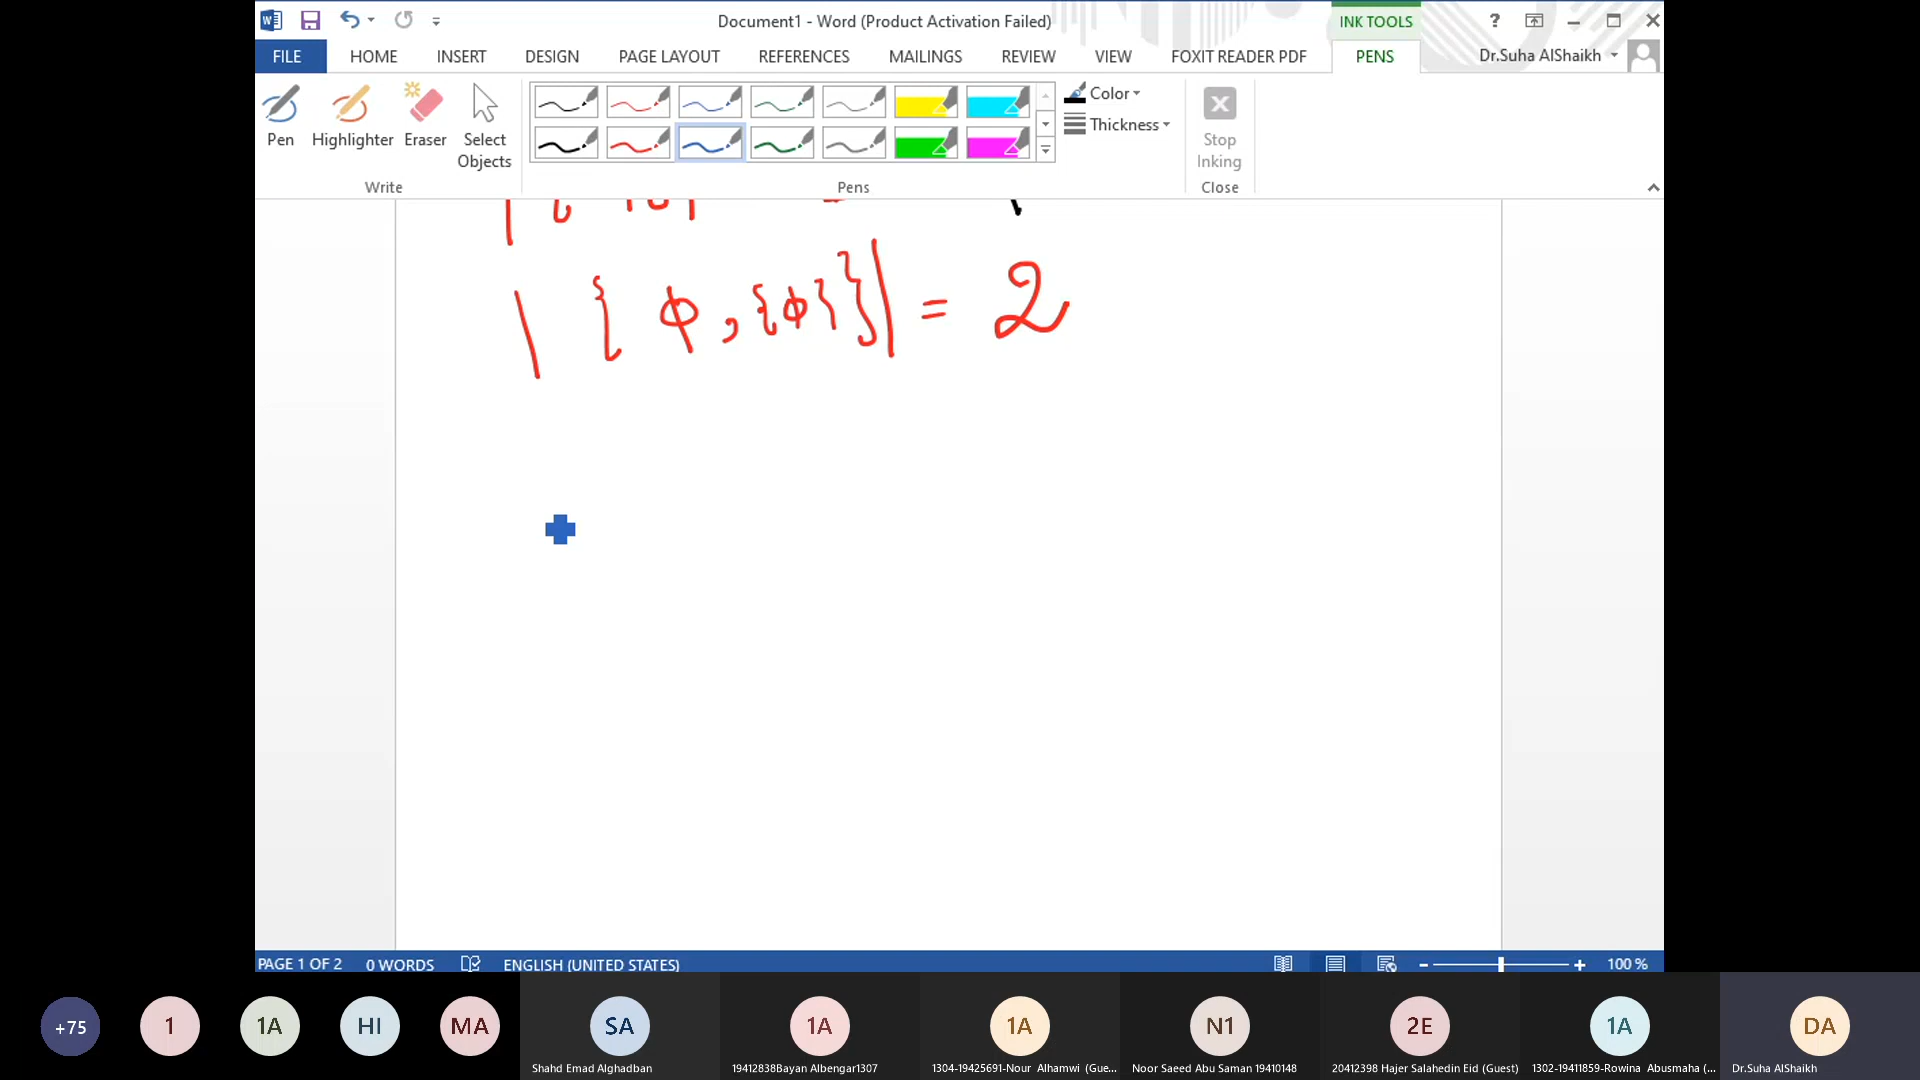 Document1 - Word (Product Activation Failed)
INK TOOLS
?
FILE HOME INSERT DESIGN PAGE LAYOUT REFERENCES MAILINGS REVIEW VIEW FOXIT READER PDF PENS Dr.Suha AlShaikh
Pen
Highlighter
Eraser
Select
Objects
Write
Color
Thickness
Pens
Stop
Inking
Close
| { ϕ , {ϕ} } | = 2
PAGE 1 OF 2 0 WORDS ENGLISH (UNITED STATES) 100 %
+75 1 1A HI MA SA 1A 1A N1 2E 1A DA
Shahd Emad Alghadban 19412838Bayan Albengar1307 1304-19425691-Nour Alhamwi (Gue... Noor Saeed Abu Saman 19410148 20412398 Hajer Salahedin Eid (Guest) 1302-19411859-Rowina Abusmaha (... Dr.Suha AlShaikh